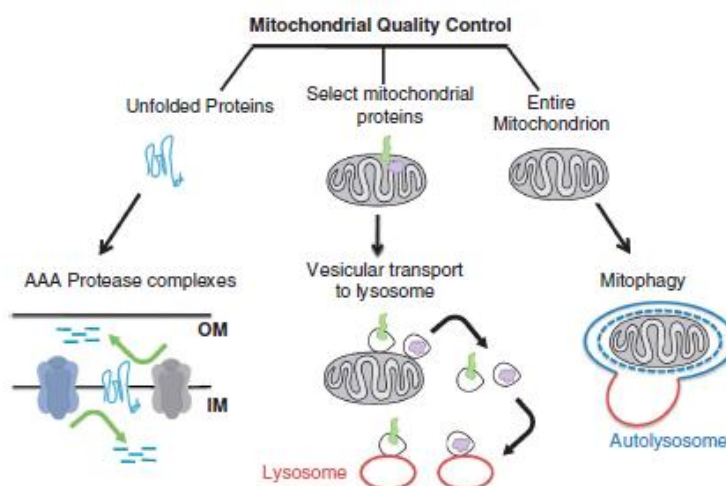 Mitochondrial Quality Control
Unfolded Proteins
Select mitochondrial
proteins
Entire
Mitochondrion
AAA Protease complexes
OM
IM
Vesicular transport
to lysosome
Lysosome
Mitophagy
Autolysosome